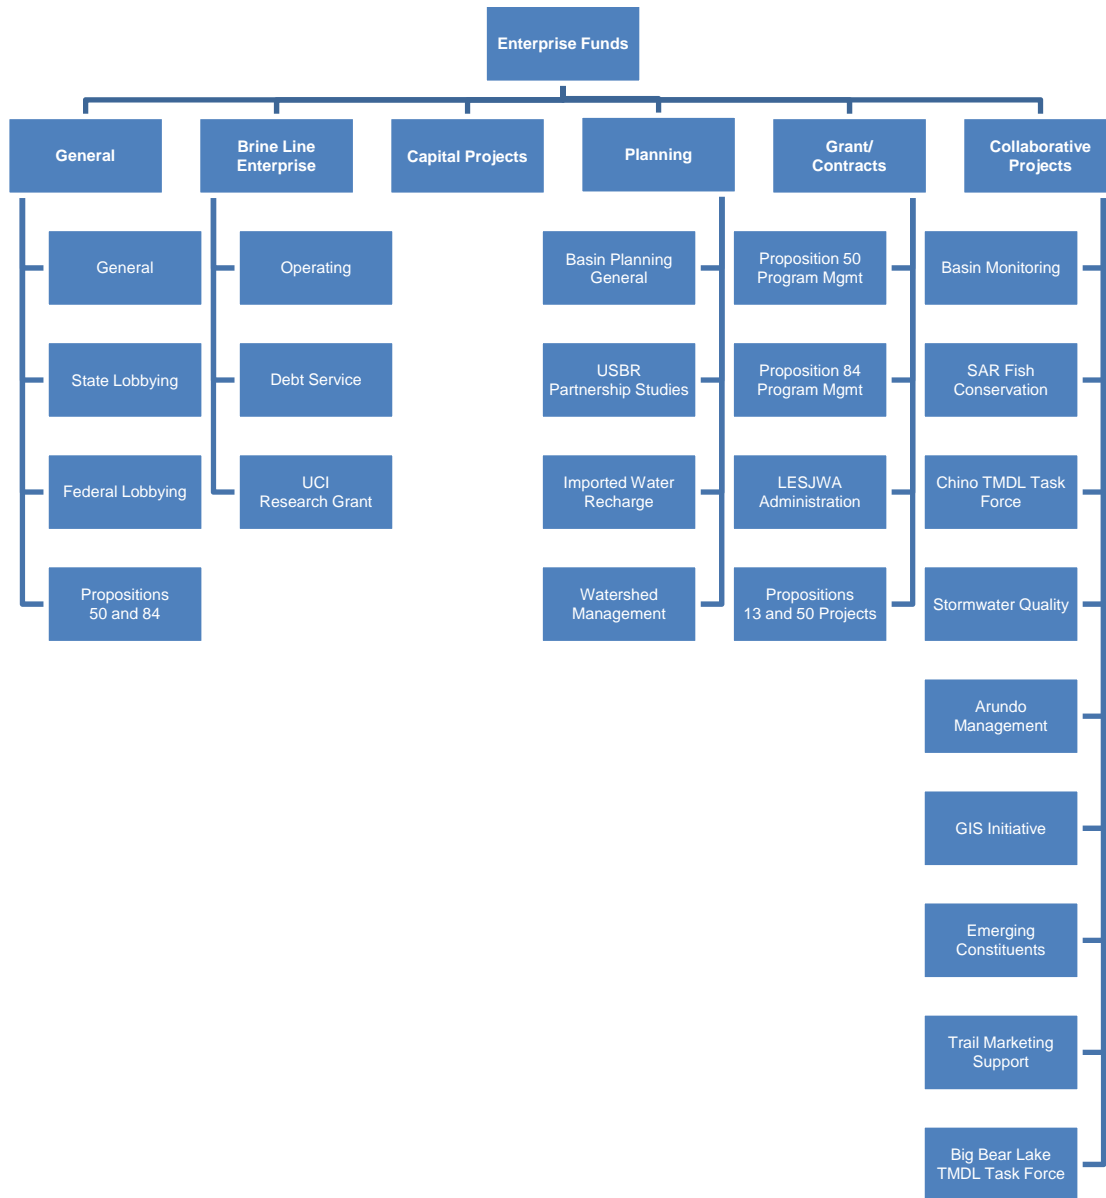 Enterprise Funds
General
Brine Line
Enterprise
Capital Projects
Planning
Grant/
Contracts
Collaborative
Projects
General
State Lobbying
Federal Lobbying
Propositions
50 and 84
Operating
Debt Service
UCI
Research Grant
Basin Planning
General
USBR
Partnership Studies
Imported Water
Recharge
Watershed
Management
Proposition 50
Program Mgmt
Proposition 84
Program Mgmt
LESJWA
Administration
Propositions
13 and 50 Projects
Basin Monitoring
SAR Fish
Conservation
Chino TMDL Task
Force
Stormwater Quality
Arundo
Management
GIS Initiative
Emerging
Constituents
Trail Marketing
Support
Big Bear Lake
TMDL Task Force